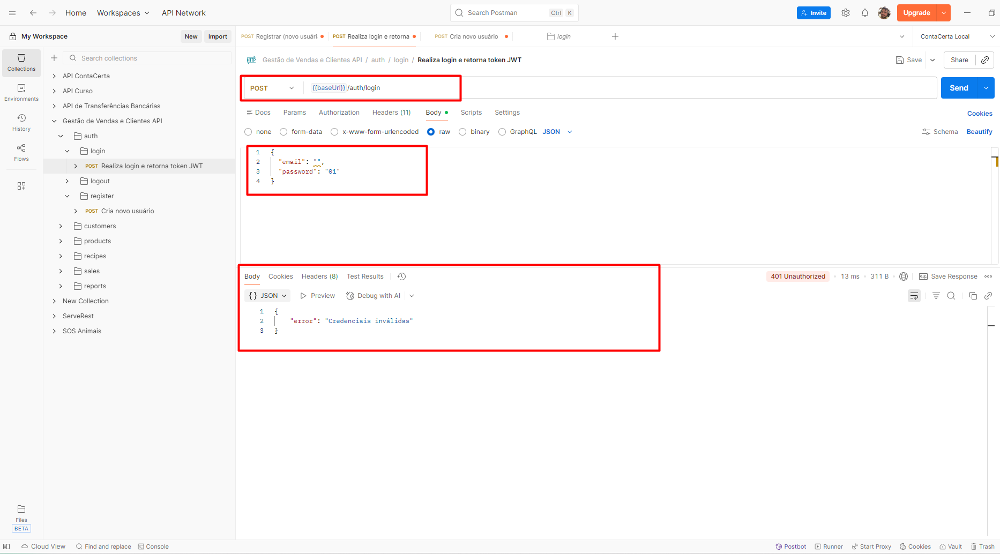 Home Workspaces API Network Search Postman Ctrl K Invite Upgrade
My Workspace New Import POST Registrar (novo usuári POST Realiza login e retorna POST Cria novo usuário login ContaCerta Local
Collections
Environments
History
Flows
Files
BETA
Search collections
API ContaCerta
API Curso
API de Transferências Bancárias
Gestão de Vendas e Clientes API
auth
login
POST Realiza login e retorna token JWT
logout
register
POST Cria novo usuário
customers
products
recipes
sales
reports
New Collection
ServeRest
SOS Animais
HTTP Gestão de Vendas e Clientes API / auth / login / Realiza login e retorna token JWT Save Share
POST {{baseUrl}} /auth/login Send
Docs Params Authorization Headers (11) Body Scripts Settings Cookies
none form-data x-www-form-urlencoded raw binary GraphQL JSON Schema Beautify
1 {
2 "email": "",
3 "password": "01"
4 }
Body Cookies Headers (8) Test Results 401 Unauthorized • 13 ms • 311 B • e.g. Save Response
{} JSON Preview Debug with AI
1 {
2 "error": "Credenciais inválidas"
3 }
Cloud View Find and replace Console Postbot Runner Start Proxy Cookies Vault Trash